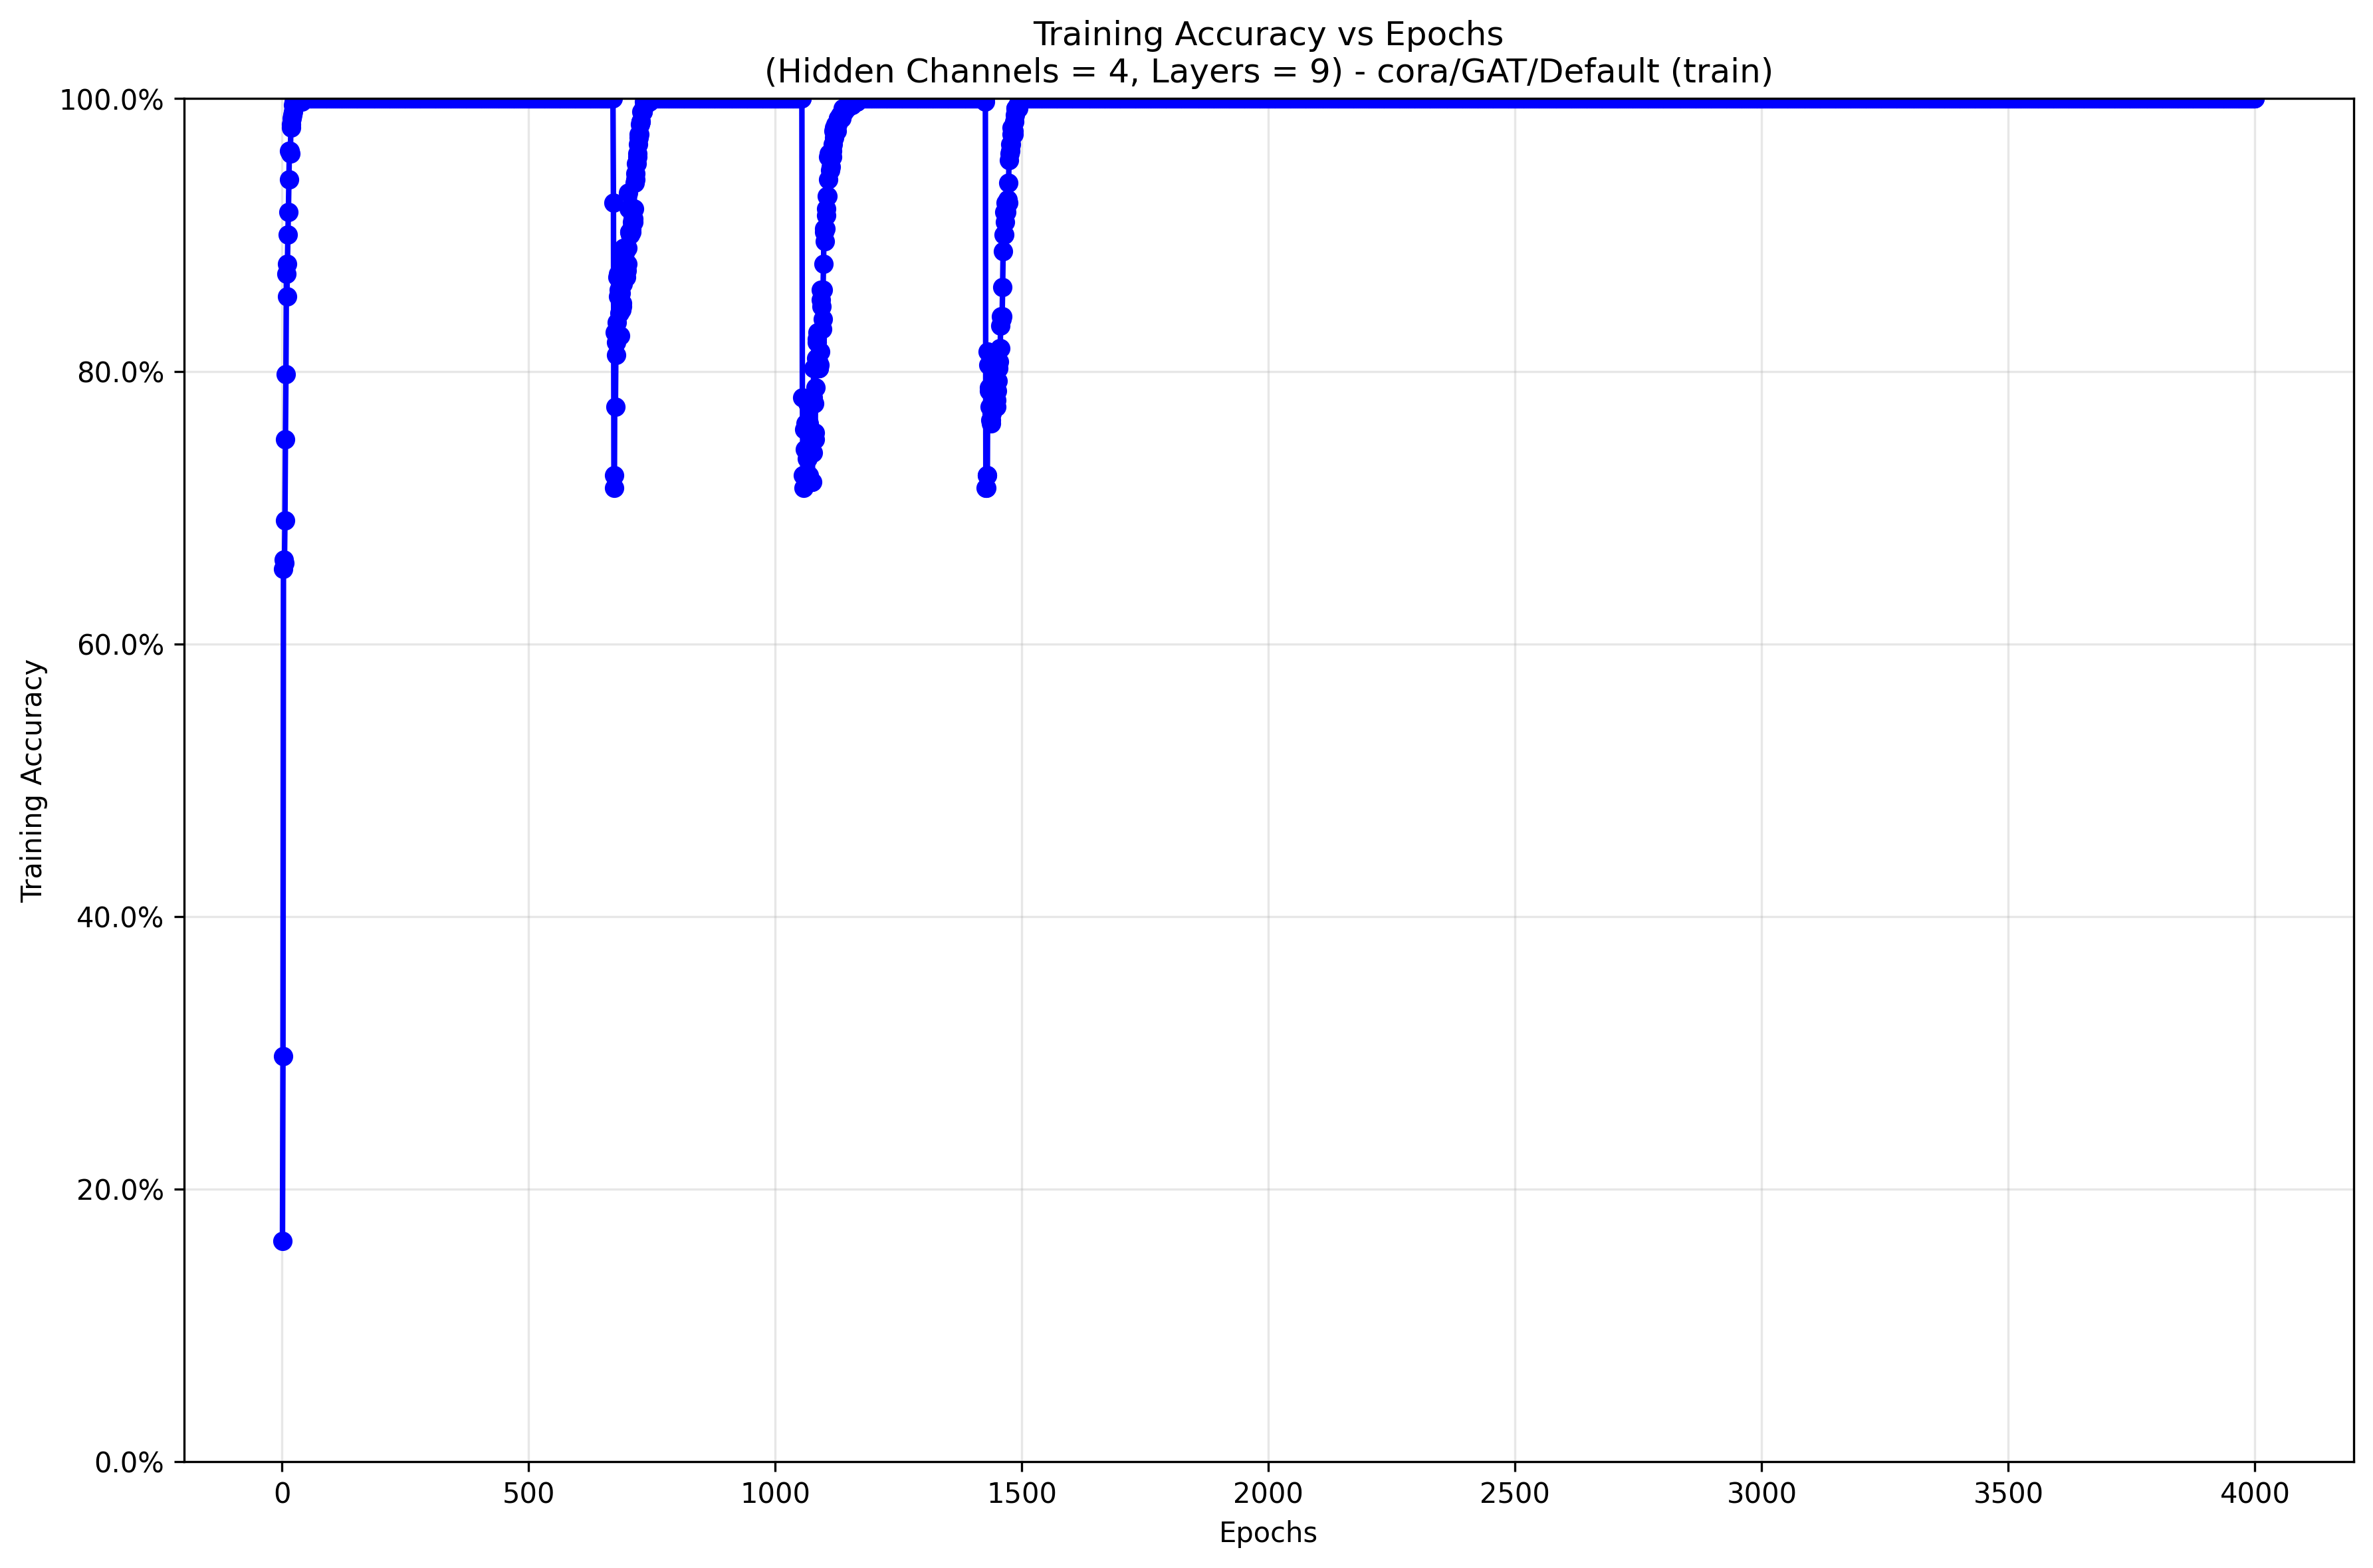 Training Accuracy vs Epochs
(Hidden Channels = 4, Layers = 9) - cora/GAT/Default (train)
100.0%
80.0%
60.0%
40.0%
20.0%
0.0%
Training Accuracy
0 500 1000 1500 2000 2500 3000 3500 4000
Epochs